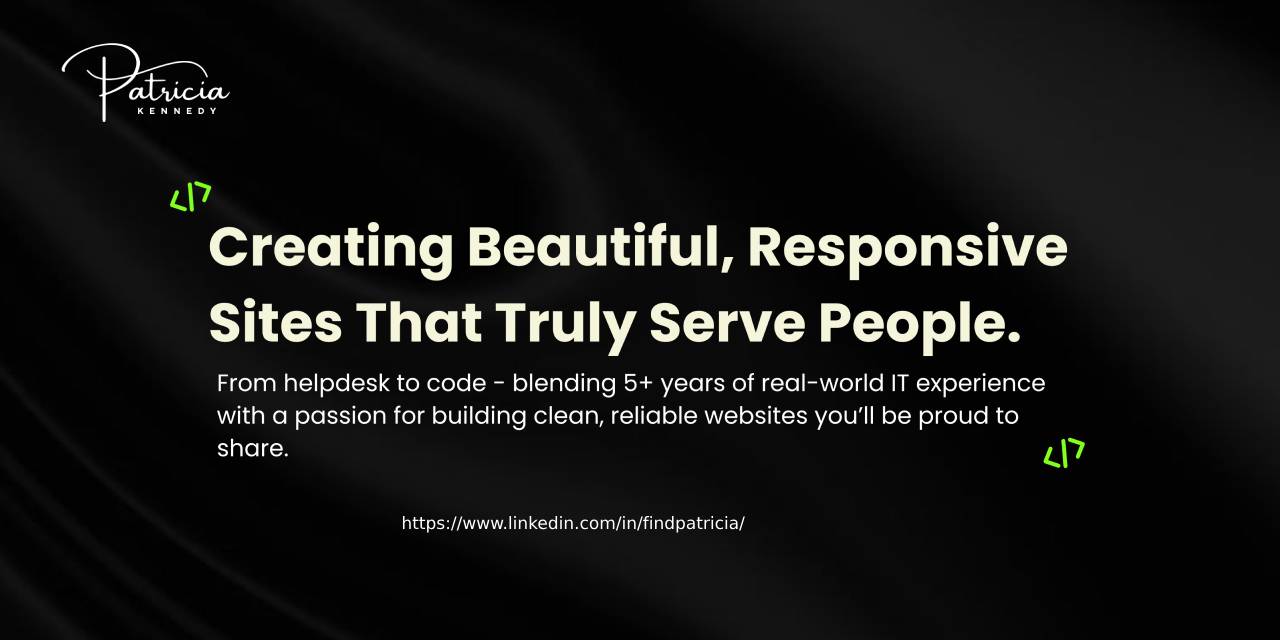 Patricia
KENNEDY
</>
Creating Beautiful, Responsive
Sites That Truly Serve People.
From helpdesk to code - blending 5+ years of real-world IT experience
with a passion for building clean, reliable websites you’ll be proud to
share.
</>
https://www.linkedin.com/in/findpatricia/